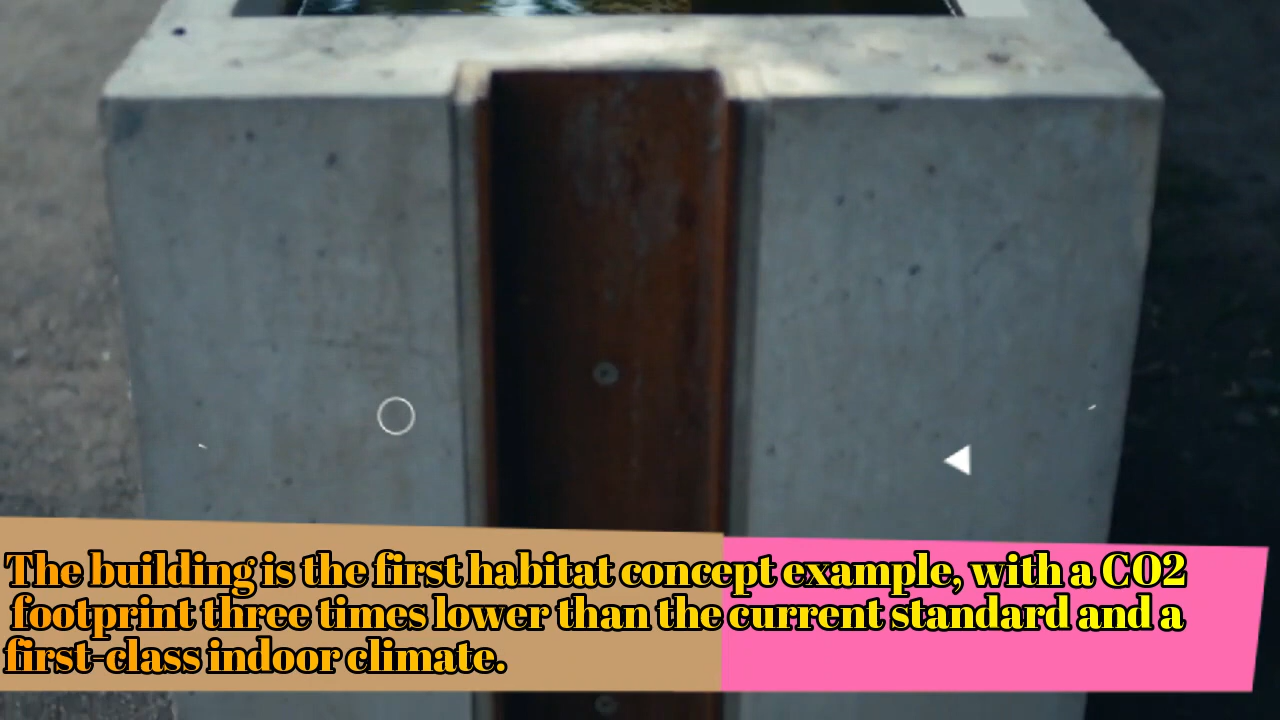 The building is the first habitat concept example, with a CO2
footprint three times lower than the current standard and a
first-class indoor climate.